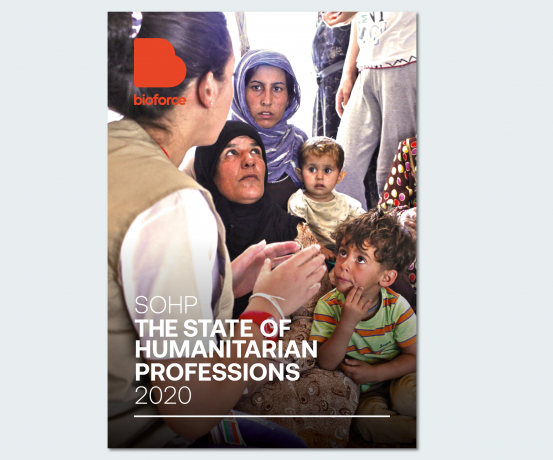 bioforce
SOHP
THE STATE OF
HUMANITARIAN
PROFESSIONS
2020